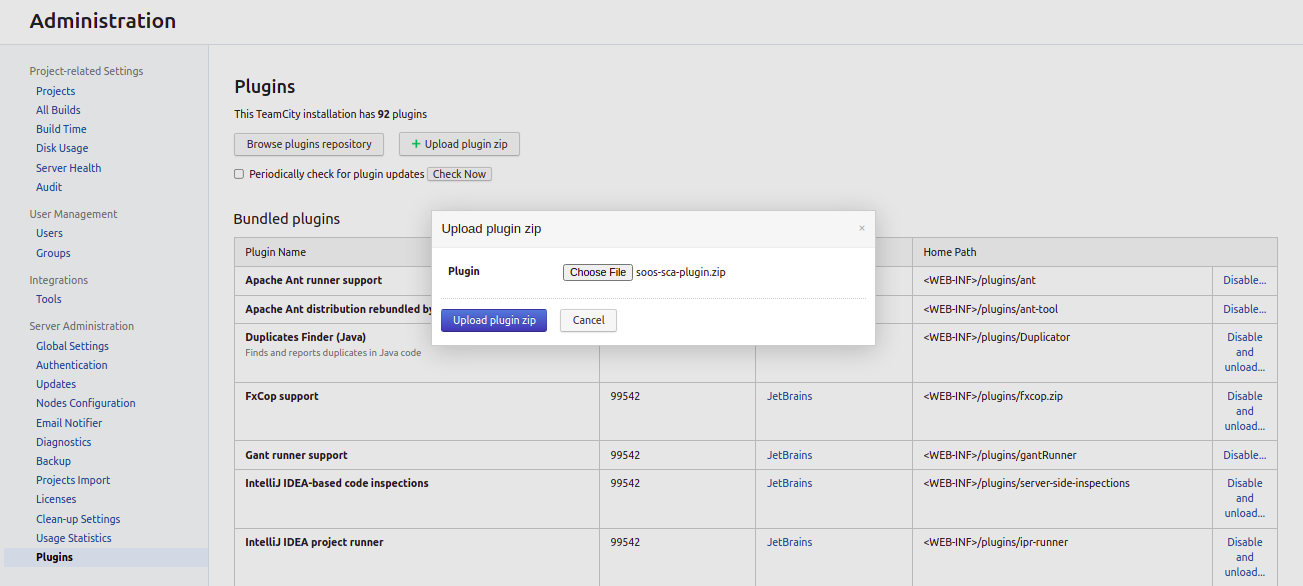 Administration
Project-related Settings
Projects
All Builds
Build Time
Disk Usage
Server Health
Audit
User Management
Users
Groups
Integrations
Tools
Server Administration
Global Settings
Authentication
Updates
Nodes Configuration
Email Notifier
Diagnostics
Backup
Projects Import
Licenses
Clean-up Settings
Usage Statistics
Plugins
Plugins
This TeamCity installation has 92 plugins
Browse plugins repository + Upload plugin zip
Periodically check for plugin updates Check Now
Bundled plugins
Upload plugin zip ×
Plugin Choose File soos-sca-plugin.zip
Upload plugin zip Cancel
Plugin Name Home Path
Apache Ant runner support <WEB-INF>/plugins/ant Disable...
Apache Ant distribution rebundled by <WEB-INF>/plugins/ant-tool Disable...
Duplicates Finder (Java) <WEB-INF>/plugins/Duplicator Disable
Finds and reports duplicates in Java code and
unload...
FxCop support 99542 JetBrains <WEB-INF>/plugins/fxcop.zip Disable
and
unload...
Gant runner support 99542 JetBrains <WEB-INF>/plugins/gantRunner Disable...
IntelliJ IDEA-based code inspections 99542 JetBrains <WEB-INF>/plugins/server-side-inspections Disable
and
unload...
IntelliJ IDEA project runner 99542 JetBrains <WEB-INF>/plugins/ipr-runner Disable
and
unload...